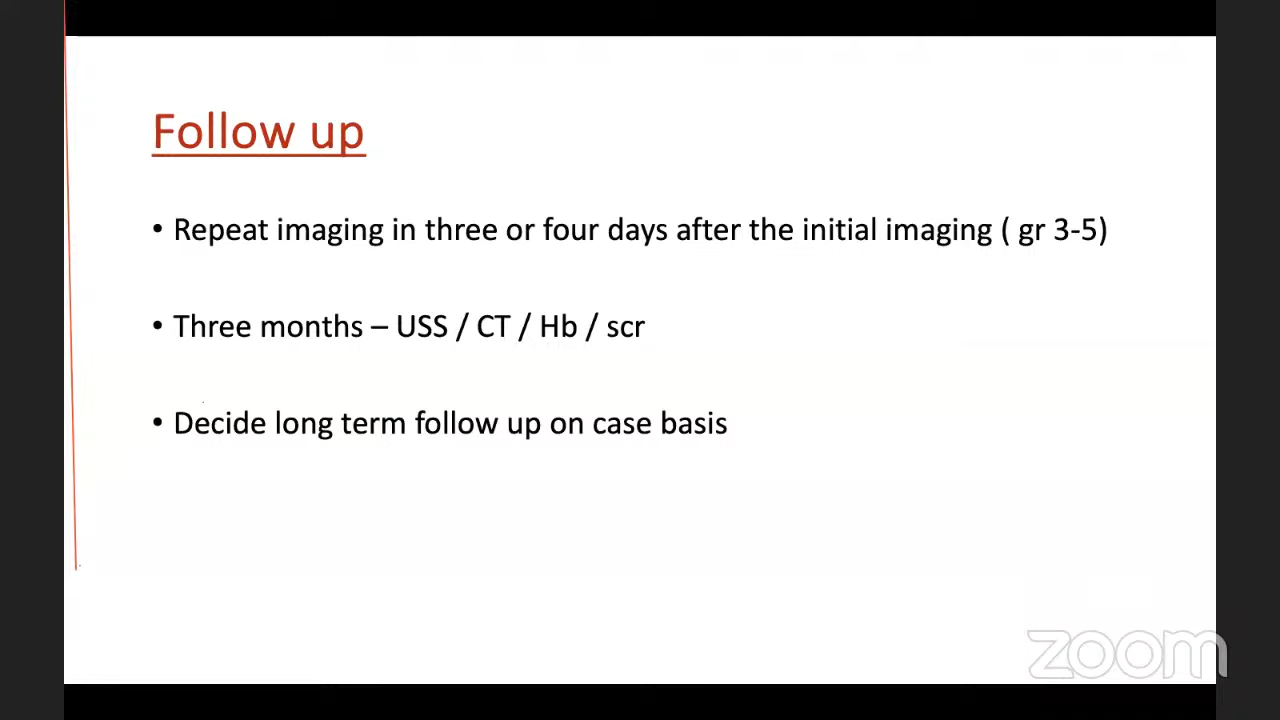 Follow up
• Repeat imaging in three or four days after the initial imaging ( gr 3-5)
• Three months – USS / CT / Hb / scr
• Decide long term follow up on case basis
zoom